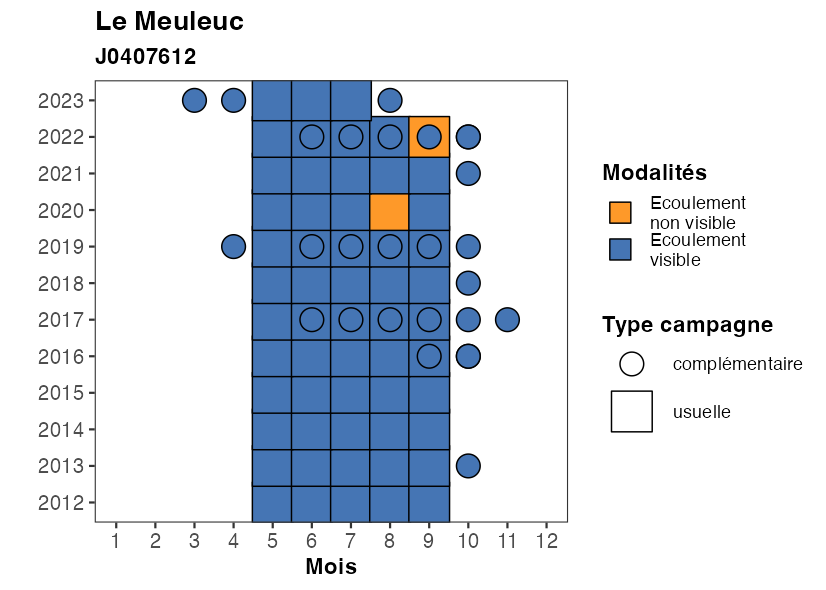 Le Meuleuc
J0407612
2023
2022
2021
2020
2019
2018
2017
2016
2015
2014
2013
2012
1 2 3 4 5 6 7 8 9 10 11 12
Mois
Modalités
Ecoulement
non visible
Ecoulement
visible
Type campagne
complémentaire
usuelle